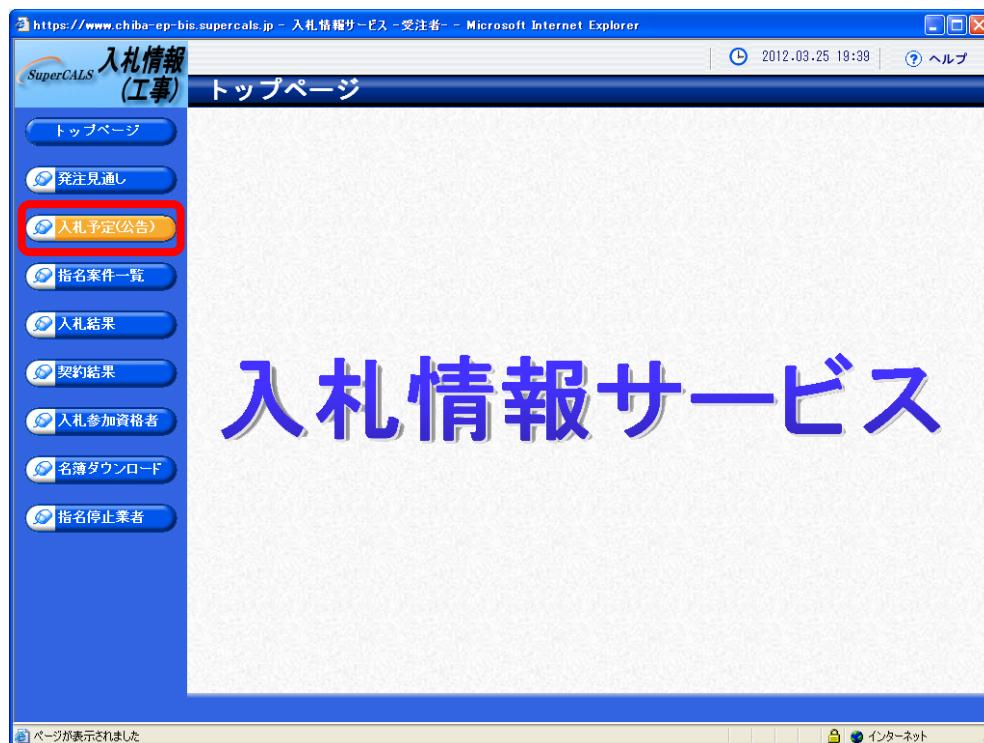 https://www.chiba-ep-bis.supercals.jp - 入札情報サービス -受注者- - Microsoft Internet Explorer
SuperCALS 入札情報
(工事)
2012.03.25 19:39
ヘルプ
トップページ
トップページ
発注見通し
入札予定(公告)
指名案件一覧
入札結果
契約結果
入札参加資格者
名簿ダウンロード
指名停止業者
入札情報サービス
ページが表示されました
インターネット